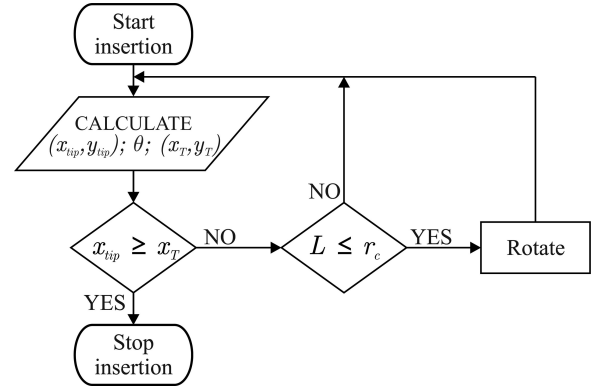 Start
insertion
CALCULATE
(x_tip,y_tip); θ; (x_T,y_T)
NO
x_tip ≥ x_T
NO
L ≤ r_c
YES
Rotate
YES
Stop
insertion